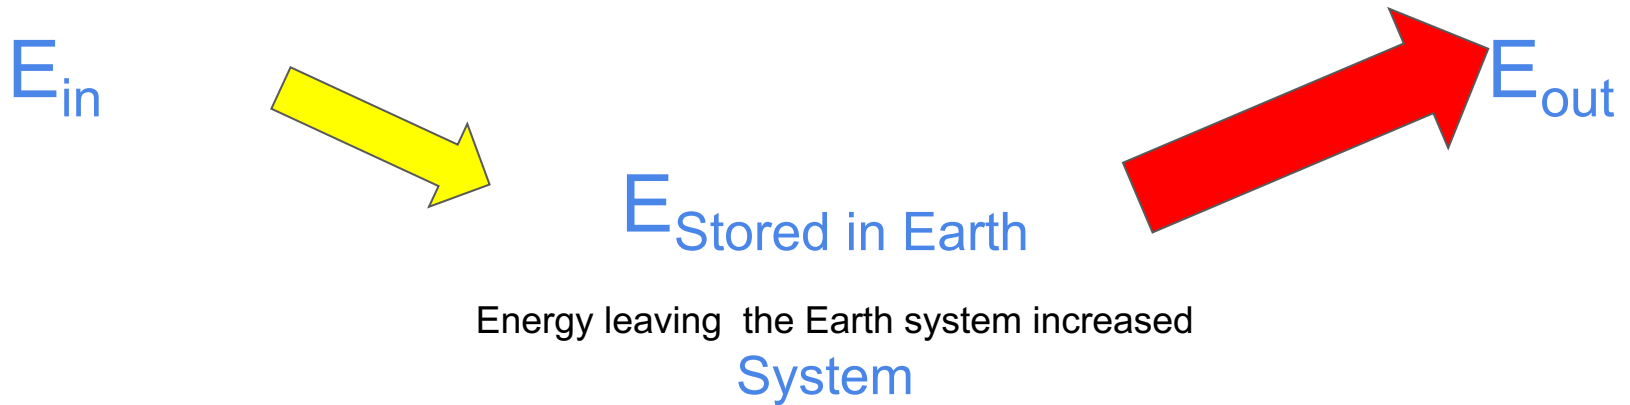 Ein
Eout
EStored in Earth
Energy leaving  the Earth system increased
System